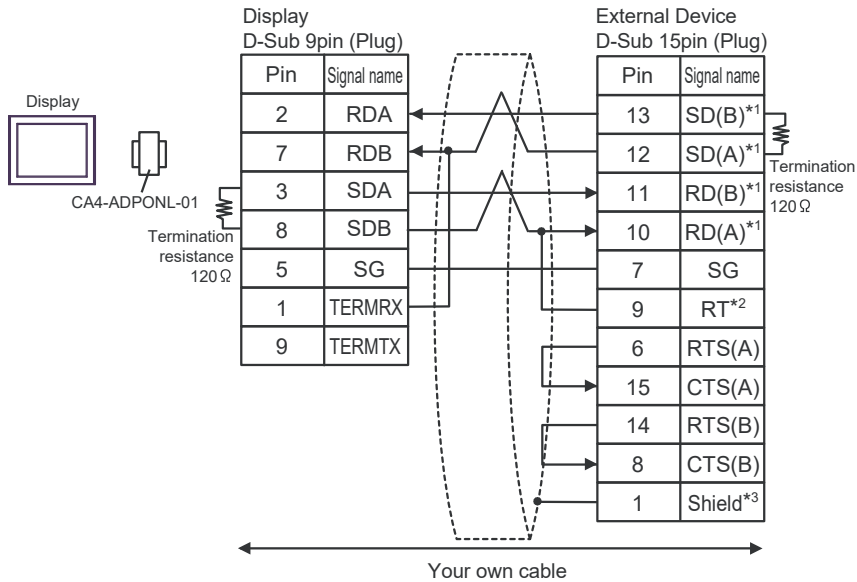 Display
D-Sub 9pin (Plug)
External Device
D-Sub 15pin (Plug)
Pin Signal name
2 RDA
7 RDB
3 SDA
8 SDB
5 SG
1 TERMRX
9 TERMTX
Pin Signal name
13 SD(B)*1
12 SD(A)*1
11 RD(B)*1
10 RD(A)*1
7 SG
9 RT*2
6 RTS(A)
15 CTS(A)
14 RTS(B)
8 CTS(B)
1 Shield*3
Display
CA4-ADPONL-01
Termination
resistance
120Ω
Termination
resistance
120Ω
Your own cable